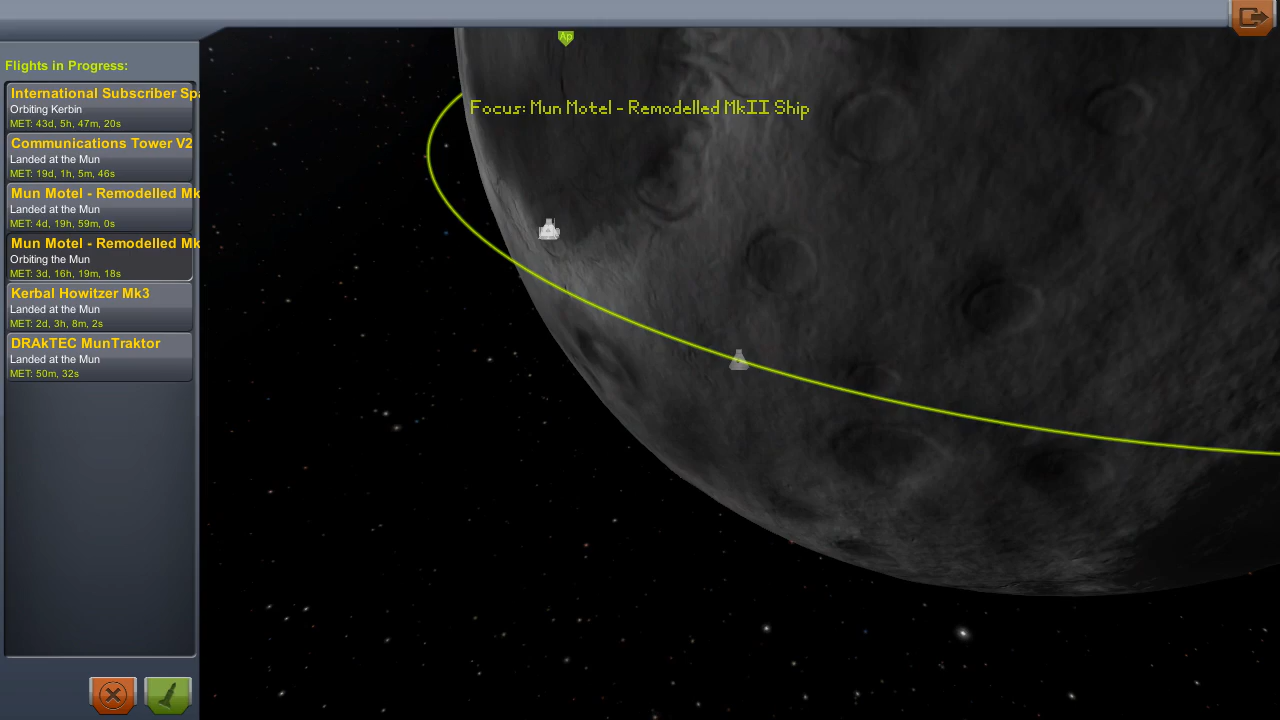 Ap
Flights in Progress:
Focus: Mun Motel - Remodelled MkII Ship
International Subscriber Spa
Orbiting Kerbin
MET: 43d, 5h, 47m, 20s
Communications Tower V2
Landed at the Mun
MET: 19d, 1h, 5m, 46s
Mun Motel - Remodelled Mk
Landed at the Mun
MET: 4d, 19h, 59m, 0s
Mun Motel - Remodelled Mk
Orbiting the Mun
MET: 3d, 16h, 19m, 18s
Kerbal Howitzer Mk3
Landed at the Mun
MET: 2d, 3h, 8m, 2s
DRAkTEC MunTraktor
Landed at the Mun
MET: 50m, 32s